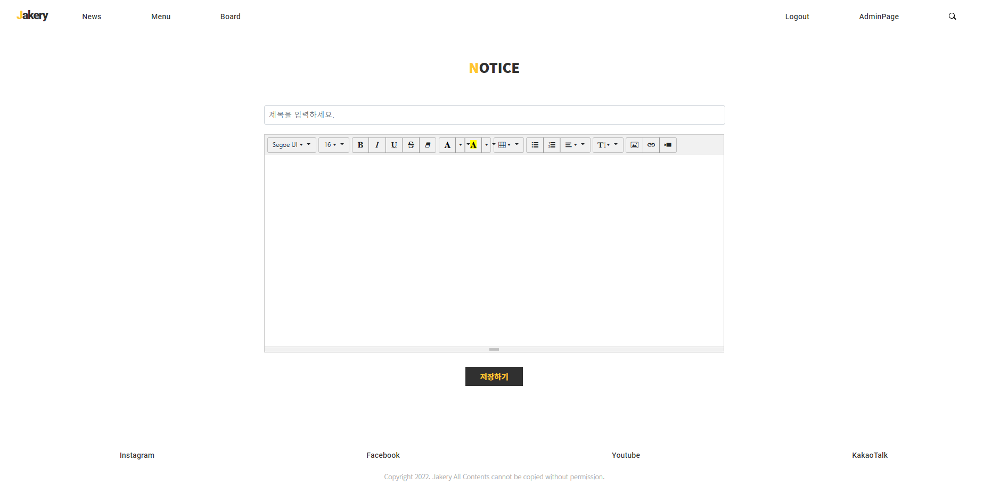 Jakery News Menu Board Logout AdminPage
NOTICE
제목을 입력하세요.
Segoe UI 16 B I U S A A T
저장하기
Instagram Facebook Youtube KakaoTalk
Copyright 2022. Jakery All Contents cannot be copied without permission.